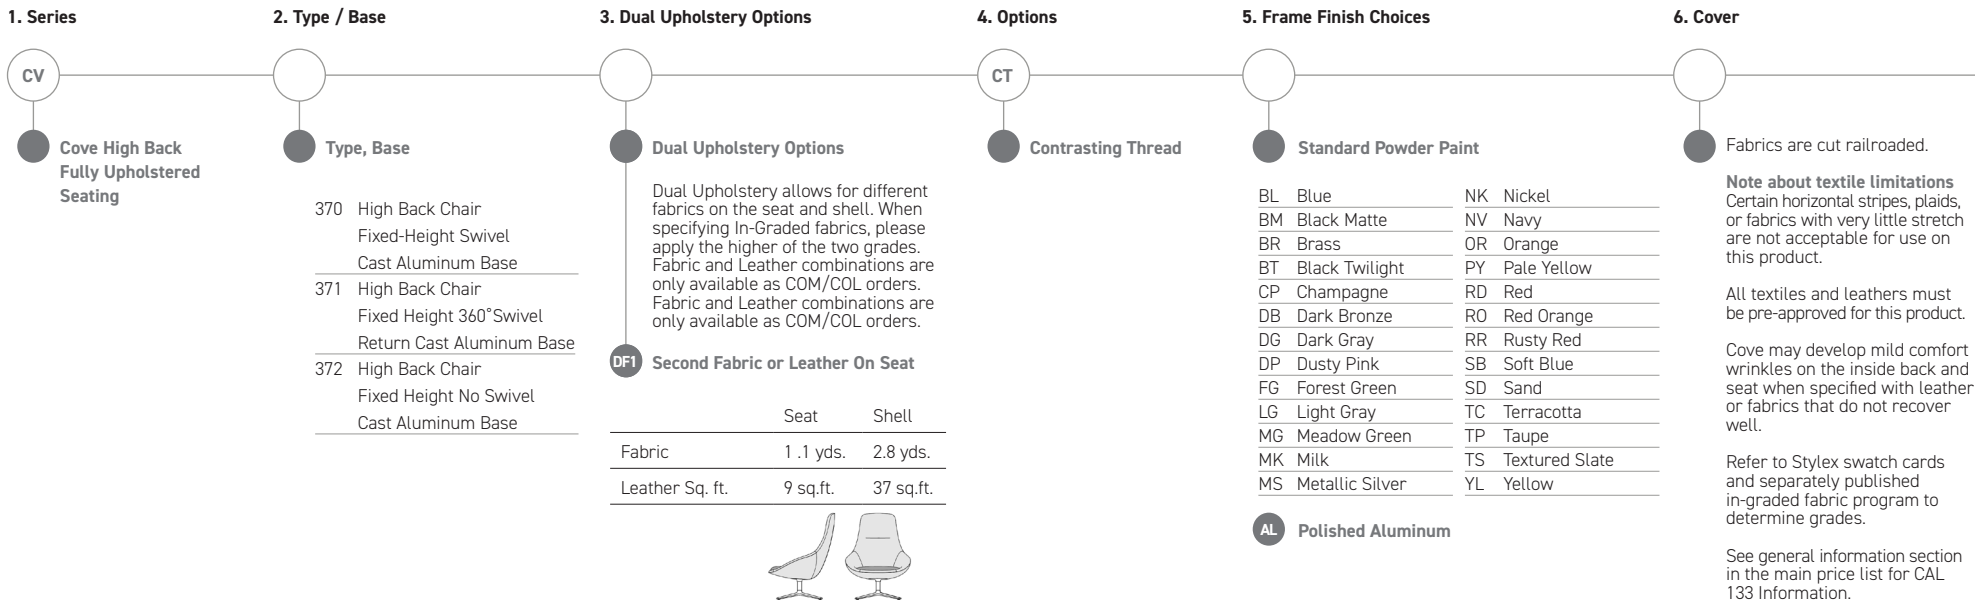 1. Series
CV
Cove High Back
Fully Upholstered
Seating
2. Type / Base
Type, Base
370 High Back Chair
Fixed-Height Swivel
Cast Aluminum Base
371 High Back Chair
Fixed Height 360°Swivel
Return Cast Aluminum Base
372 High Back Chair
Fixed Height No Swivel
Cast Aluminum Base
3. Dual Upholstery Options
Dual Upholstery Options
Dual Upholstery allows for different
fabrics on the seat and shell. When
specifying In-Graded fabrics, please
apply the higher of the two grades.
Fabric and Leather combinations are
only available as COM/COL orders.
Fabric and Leather combinations are
only available as COM/COL orders.
DF1 Second Fabric or Leather On Seat
Seat Shell
Fabric 1 .1 yds. 2.8 yds.
Leather Sq. ft. 9 sq.ft. 37 sq.ft.
4. Options
CT
Contrasting Thread
5. Frame Finish Choices
Standard Powder Paint
BL Blue
BM Black Matte
BR Brass
BT Black Twilight
CP Champagne
DB Dark Bronze
DG Dark Gray
DP Dusty Pink
FG Forest Green
LG Light Gray
MG Meadow Green
MK Milk
MS Metallic Silver
NK Nickel
NV Navy
OR Orange
PY Pale Yellow
RD Red
RO Red Orange
RR Rusty Red
SB Soft Blue
SD Sand
TC Terracotta
TP Taupe
TS Textured Slate
YL Yellow
AL Polished Aluminum
6. Cover
Fabrics are cut railroaded.
Note about textile limitations
Certain horizontal stripes, plaids,
or fabrics with very little stretch
are not acceptable for use on
this product.
All textiles and leathers must
be pre-approved for this product.
Cove may develop mild comfort
wrinkles on the inside back and
seat when specified with leather
or fabrics that do not recover
well.
Refer to Stylex swatch cards
and separately published
in-graded fabric program to
determine grades.
See general information section
in the main price list for CAL
133 Information.